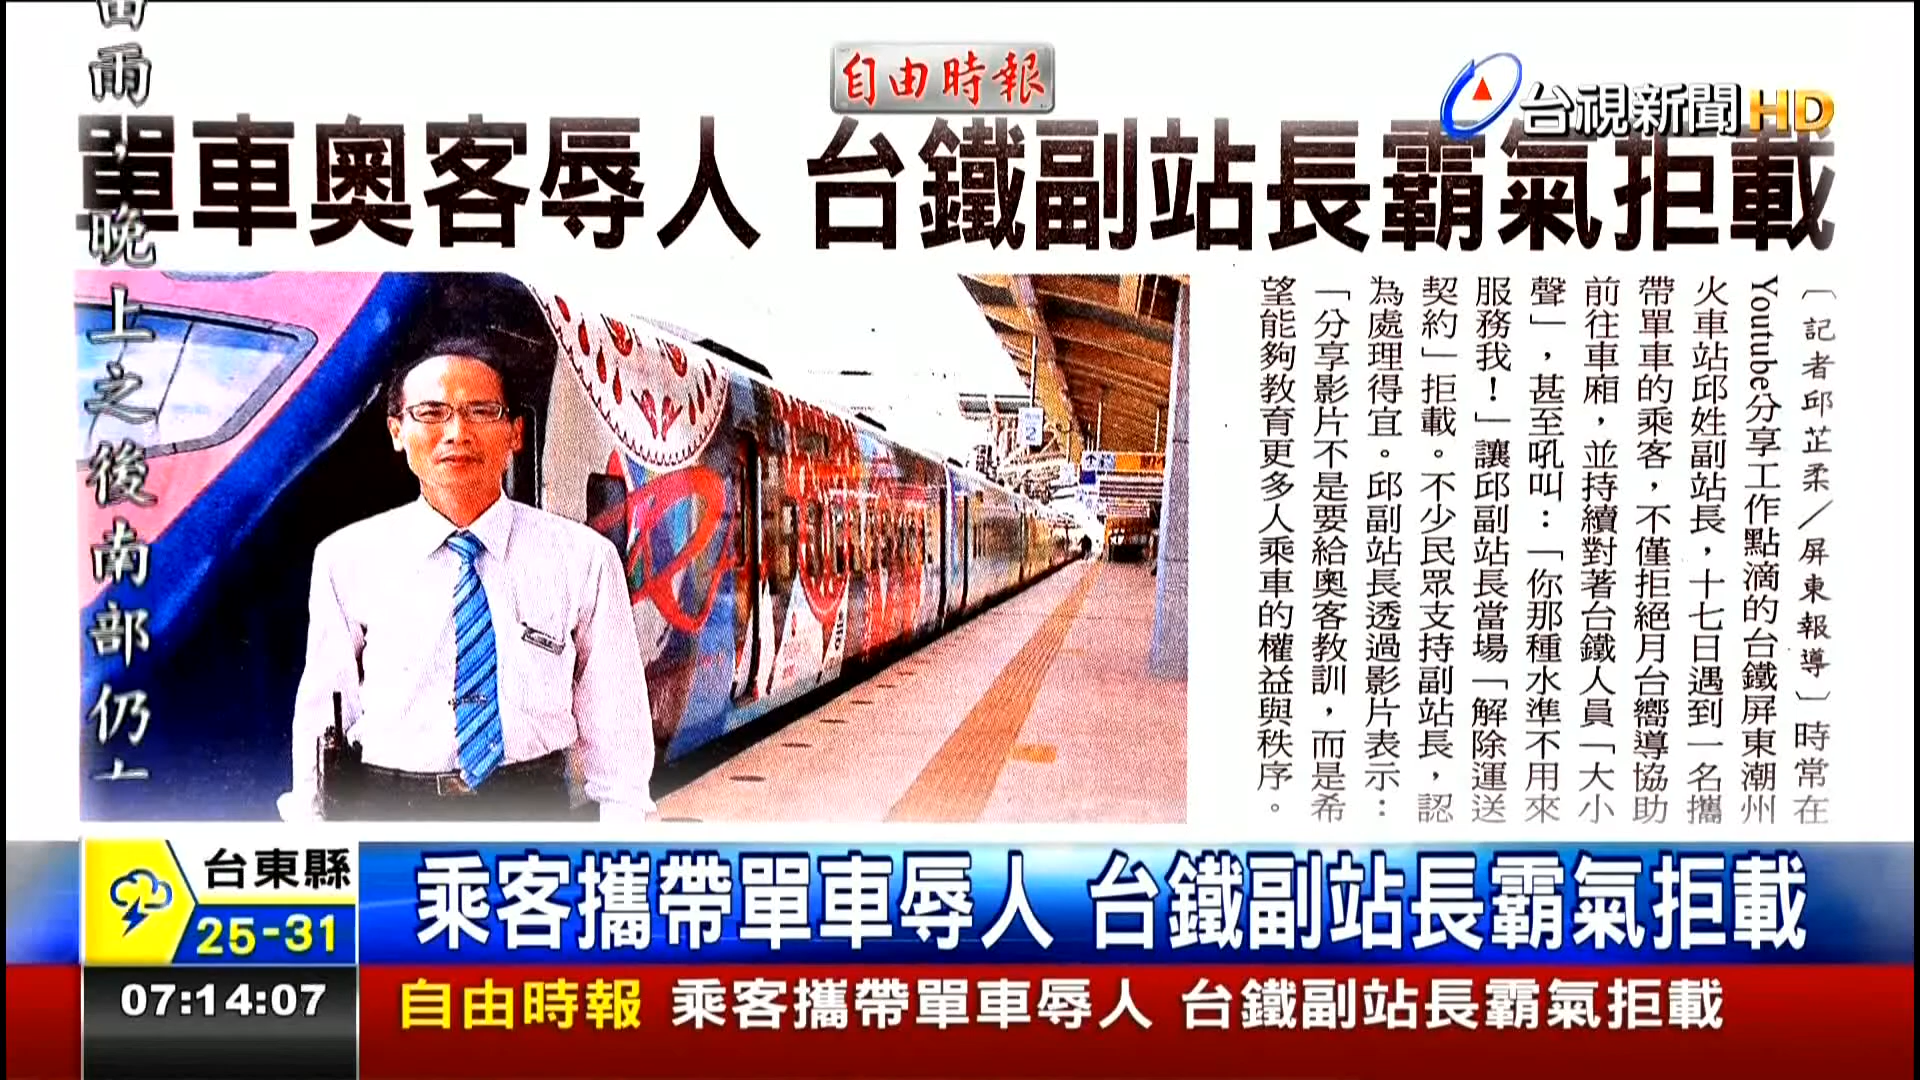 自由時報
台視新聞HD
單車奧客辱人 台鐵副站長霸氣拒載
雨,晚上之後南部仍
〔記者邱芷柔/屏東報導〕時常在
Youtube分享工作點滴的台鐵屏東潮州
火車站邱姓副站長,十七日遇到一名攜
帶單車的乘客,不僅拒絕月台嚮導協助
前往車廂,並持續對著台鐵人員「大小
聲」,甚至吼叫:「你那種水準不用來
服務我!」讓邱副站長當場「解除運送
契約」拒載。不少民眾支持副站長,認
為處理得宜。邱副站長透過影片表示:
「分享影片不是要給奧客教訓,而是希
望能夠教育更多人乘車的權益與秩序。
2
台東縣
25-31
乘客攜帶單車辱人 台鐵副站長霸氣拒載
07:14:07
自由時報 乘客攜帶單車辱人 台鐵副站長霸氣拒載